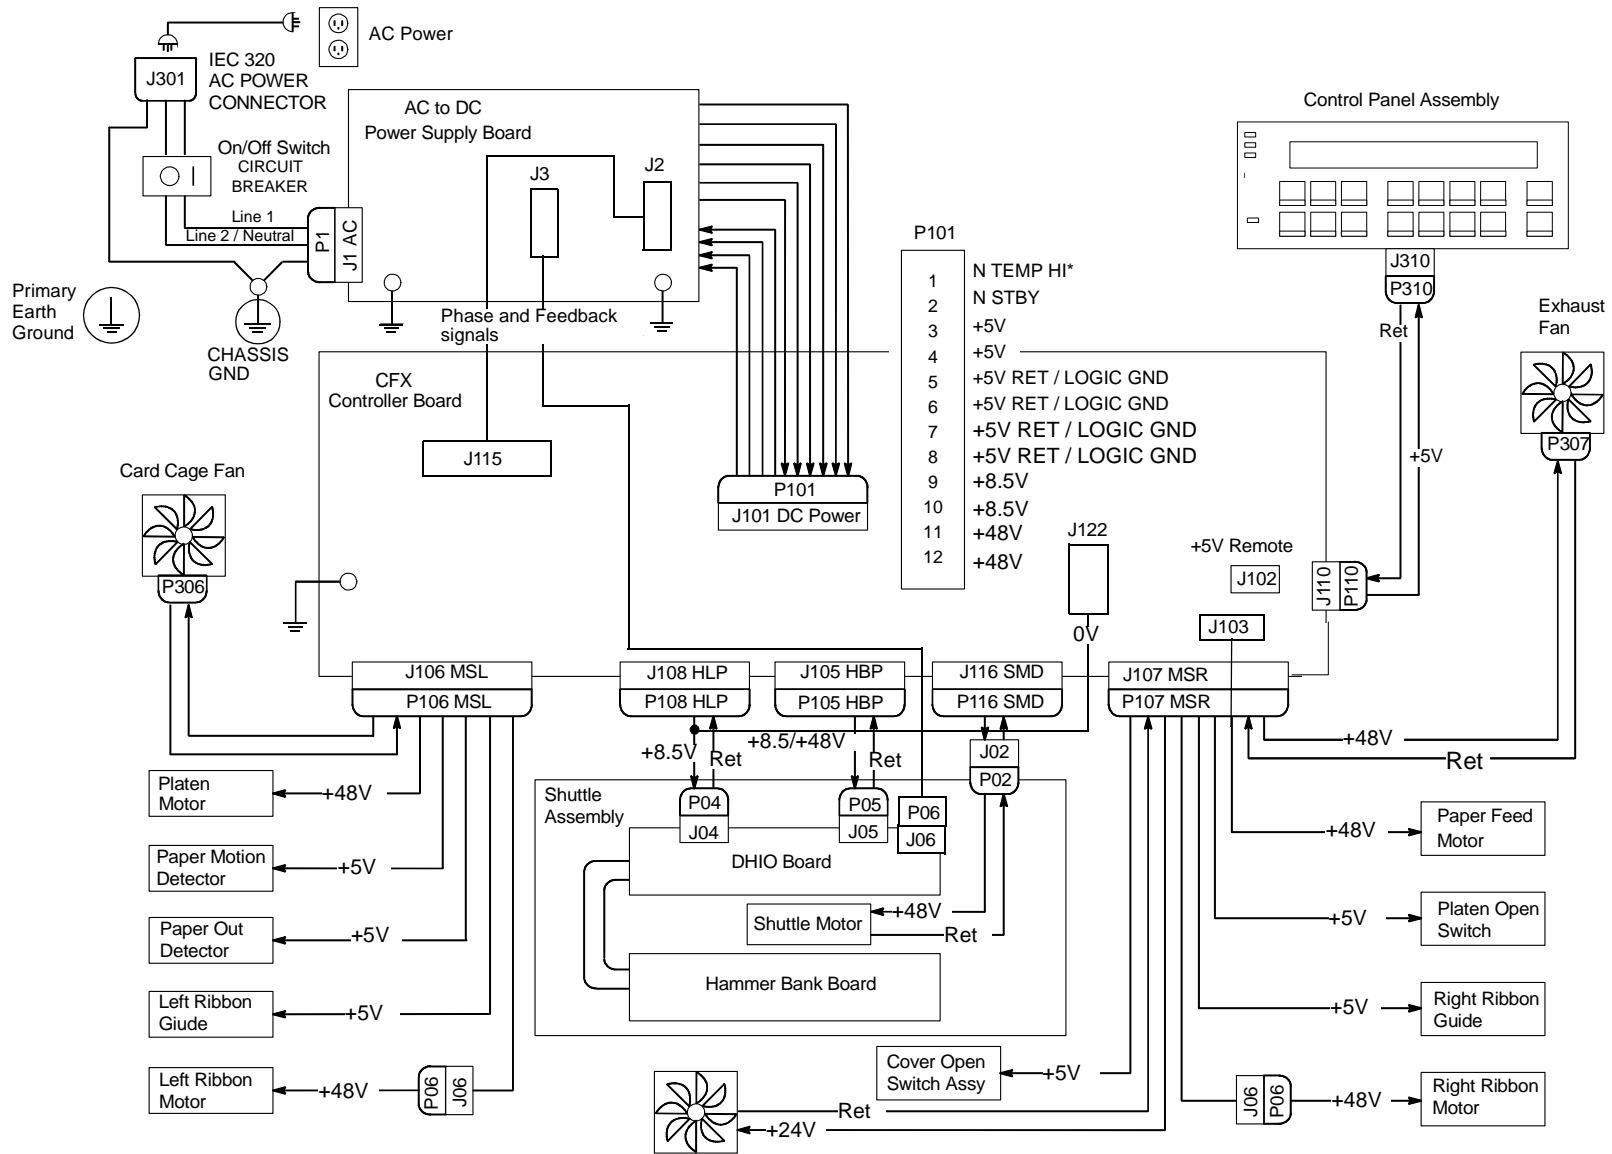 AC Power
J301
IEC 320
AC POWER
CONNECTOR
On/Off Switch
CIRCUIT
BREAKER
Line 1
Line 2 / Neutral
P1
J1 AC
Primary
Earth
Ground
CHASSIS
GND
AC to DC
Power Supply Board
J3
J2
Phase and Feedback
signals
CFX
Controller Board
J115
P101
J101 DC Power
P101
1 N TEMP HI*
2 N STBY
3 +5V
4 +5V
5 +5V RET / LOGIC GND
6 +5V RET / LOGIC GND
7 +5V RET / LOGIC GND
8 +5V RET / LOGIC GND
9 +8.5V
10 +8.5V
11 +48V
12 +48V
Control Panel Assembly
J310
P310
Ret
+5V
Exhaust
Fan
P307
Card Cage Fan
P306
J122
0V
+5V Remote
J102
J103
J110
P110
J106 MSL
P106 MSL
J108 HLP
P108 HLP
J105 HBP
P105 HBP
J116 SMD
P116 SMD
J107 MSR
P107 MSR
+8.5V
Ret
+8.5/+48V
Ret
J02
P02
+48V
Ret
Shuttle
Assembly
P04
J04
P05
J05
P06
J06
DHIO Board
Shuttle Motor
+48V
Ret
Hammer Bank Board
Platen
Motor
+48V
Paper Motion
Detector
+5V
Paper Out
Detector
+5V
Left Ribbon
Giude
+5V
Left Ribbon
Motor
+48V
P06
J06
Cover Open
Switch Assy
+5V
Ret
+24V
+48V
Paper Feed
Motor
+5V
Platen Open
Switch
+5V
Right Ribbon
Guide
J06
P06
+48V
Right Ribbon
Motor